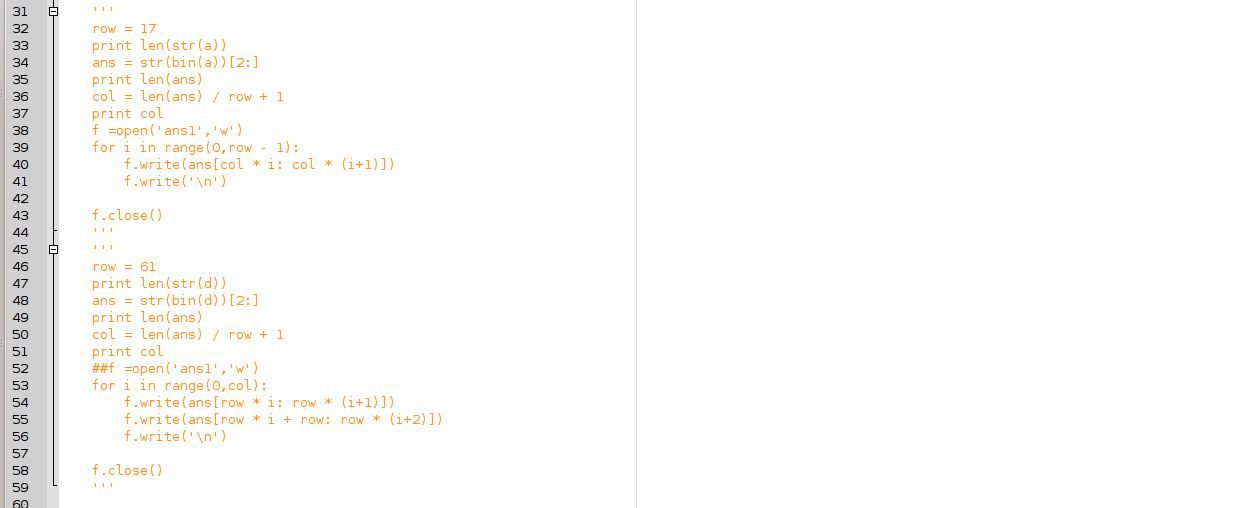 31 '''
32 row = 17
33 print len(str(a))
34 ans = str(bin(a))[2:]
35 print len(ans)
36 col = len(ans) / row + 1
37 print col
38 f =open('ans1','w')
39 for i in range(0,row - 1):
40     f.write(ans[col * i: col * (i+1)])
41     f.write('\n')
42
43 f.close()
44 '''
45 '''
46 row = 61
47 print len(str(d))
48 ans = str(bin(d))[2:]
49 print len(ans)
50 col = len(ans) / row + 1
51 print col
52 ##f =open('ans1','w')
53 for i in range(0,col):
54     f.write(ans[row * i: row * (i+1)])
55     f.write(ans[row * i + row: row * (i+2)])
56     f.write('\n')
57
58 f.close()
59 '''
60